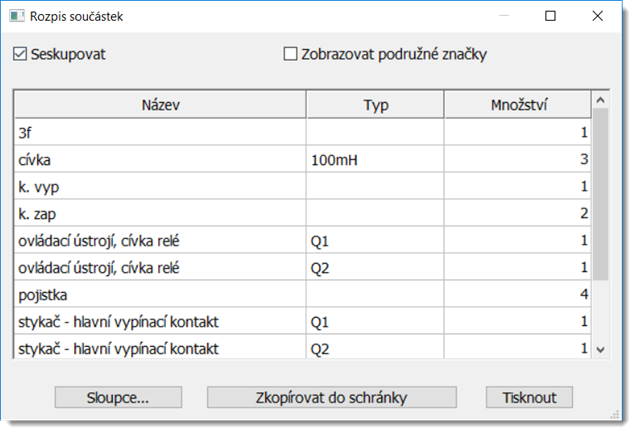 Rozpis součástek
Seskupovat Zobrazovat podružné značky
Název Typ Množství
3f 1
cívka 100mH 3
k. vyp 1
k. zap 2
ovládací ústrojí, cívka relé Q1 1
ovládací ústrojí, cívka relé Q2 1
pojistka 4
stykač - hlavní vypínací kontakt Q1 1
stykač - hlavní vypínací kontakt Q2 1
Sloupce... Zkopírovat do schránky Tisknout